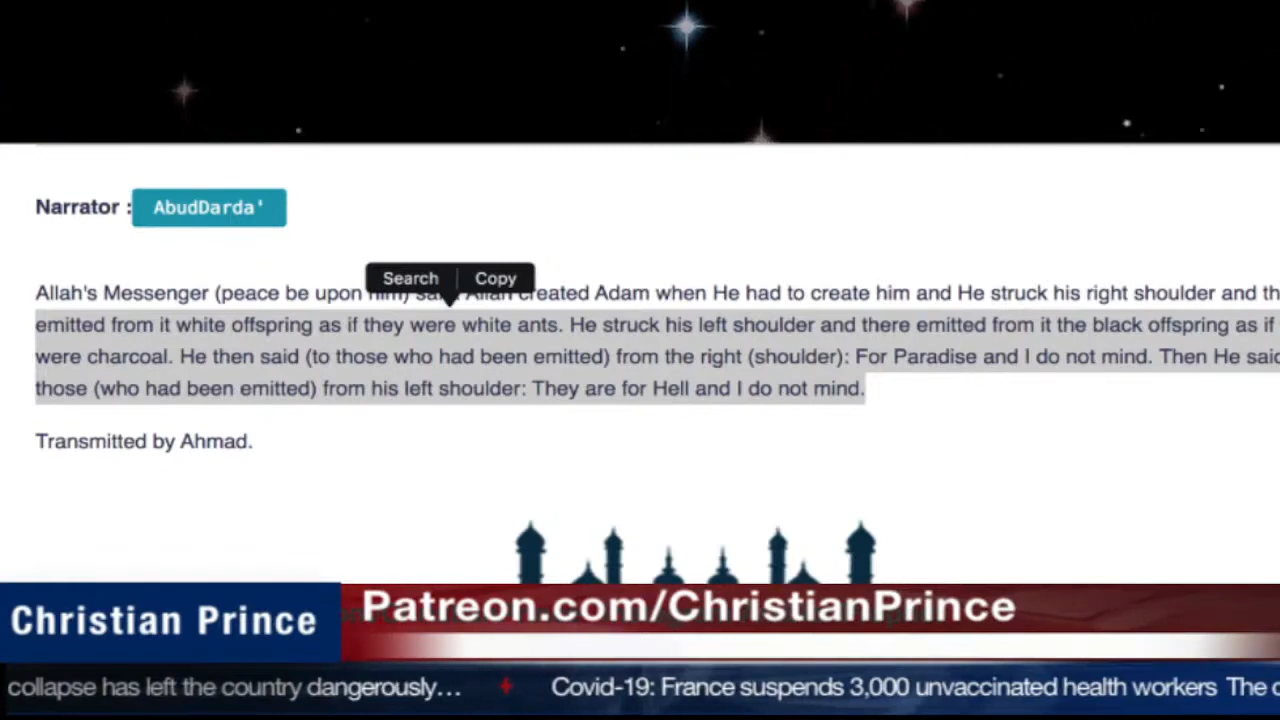 Narrator : AbudDarda'
Search Copy
Allah's Messenger (peace be upon him) said: Allah created Adam when He had to create him and He struck his right shoulder and th
emitted from it white offspring as if they were white ants. He struck his left shoulder and there emitted from it the black offspring as if
were charcoal. He then said (to those who had been emitted) from the right (shoulder): For Paradise and I do not mind. Then He said
those (who had been emitted) from his left shoulder: They are for Hell and I do not mind.
Transmitted by Ahmad.
Christian Prince
Patreon.com/ChristianPrince
collapse has left the country dangerously... Covid-19: France suspends 3,000 unvaccinated health workers The